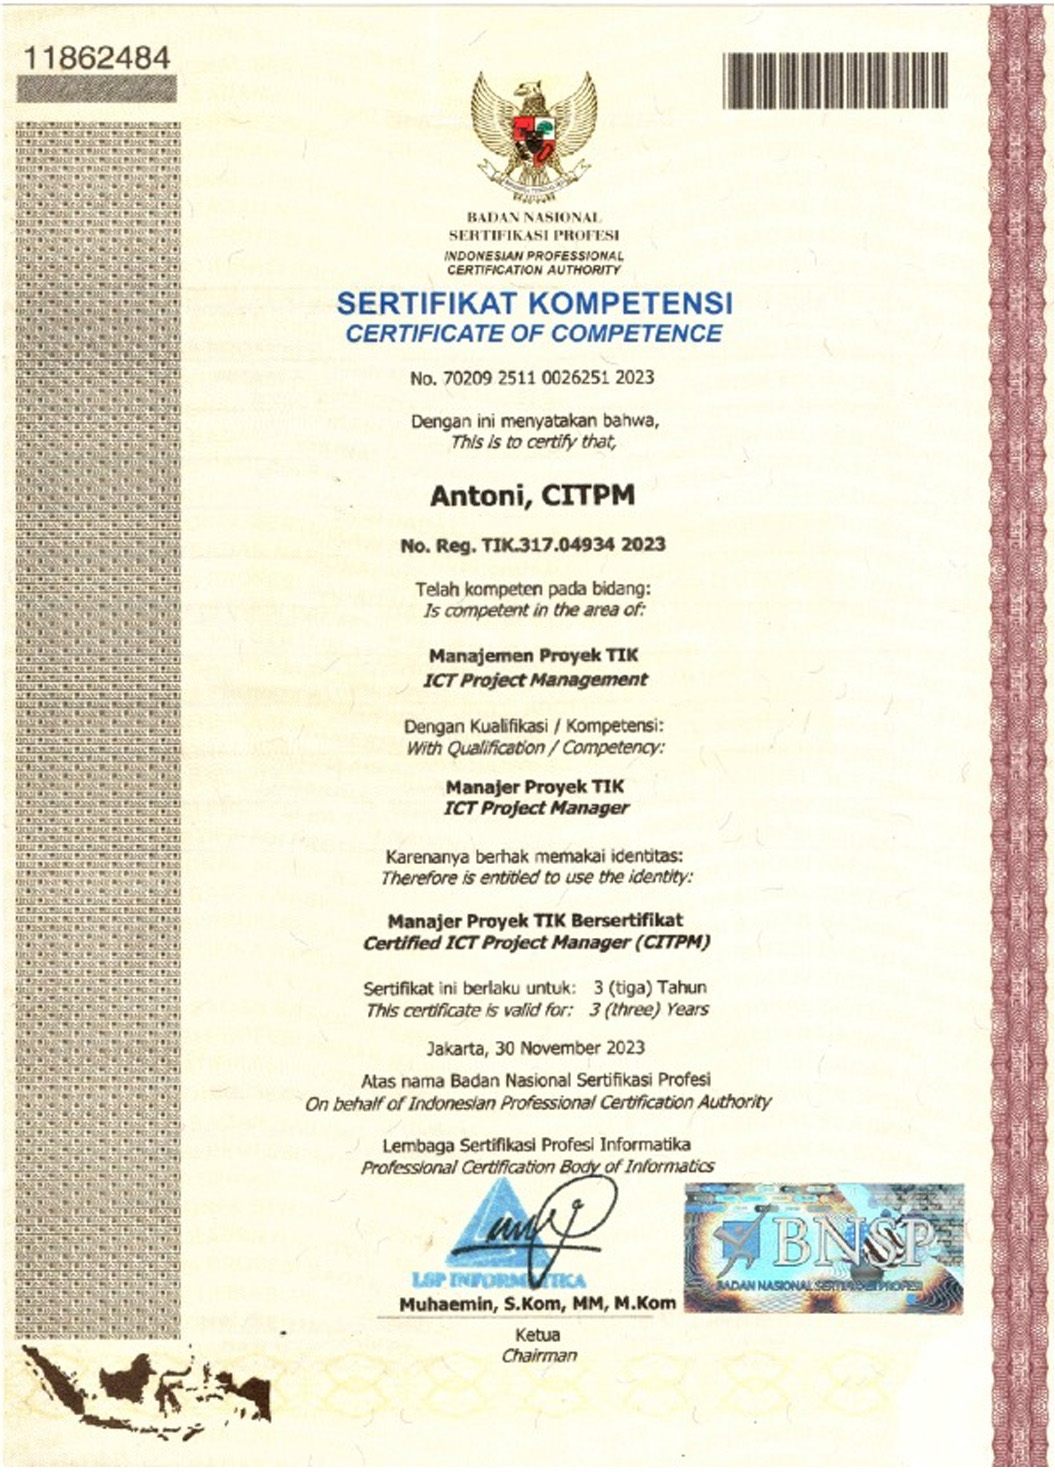 11862484
BADAN NASIONAL
SERTIFIKASI PROFESI
INDONESIAN PROFESSIONAL
CERTIFICATION AUTHORITY
SERTIFIKAT KOMPETENSI
CERTIFICATE OF COMPETENCE
No. 70209 2511 0026251 2023
Dengan ini menyatakan bahwa,
This is to certify that,
Antoni, CITPM
No. Reg. TIK.317.04934 2023
Telah kompeten pada bidang:
Is competent in the area of:
Manajemen Proyek TIK
ICT Project Management
Dengan Kualifikasi / Kompetensi:
With Qualification / Competency:
Manajer Proyek TIK
ICT Project Manager
Karenanya berhak memakai identitas:
Therefore is entitled to use the identity:
Manajer Proyek TIK Bersertifikat
Certified ICT Project Manager (CITPM)
Sertifikat ini berlaku untuk: 3 (tiga) Tahun
This certificate is valid for: 3 (three) Years
Jakarta, 30 November 2023
Atas nama Badan Nasional Sertifikasi Profesi
On behalf of Indonesian Professional Certification Authority
Lembaga Sertifikasi Profesi Informatika
Professional Certification Body of Informatics
LSP INFORMATIKA
BNSP
BADAN NASIONAL SERTIFIKASI PROFESI
Muhaemin, S.Kom, MM, M.Kom
Ketua
Chairman